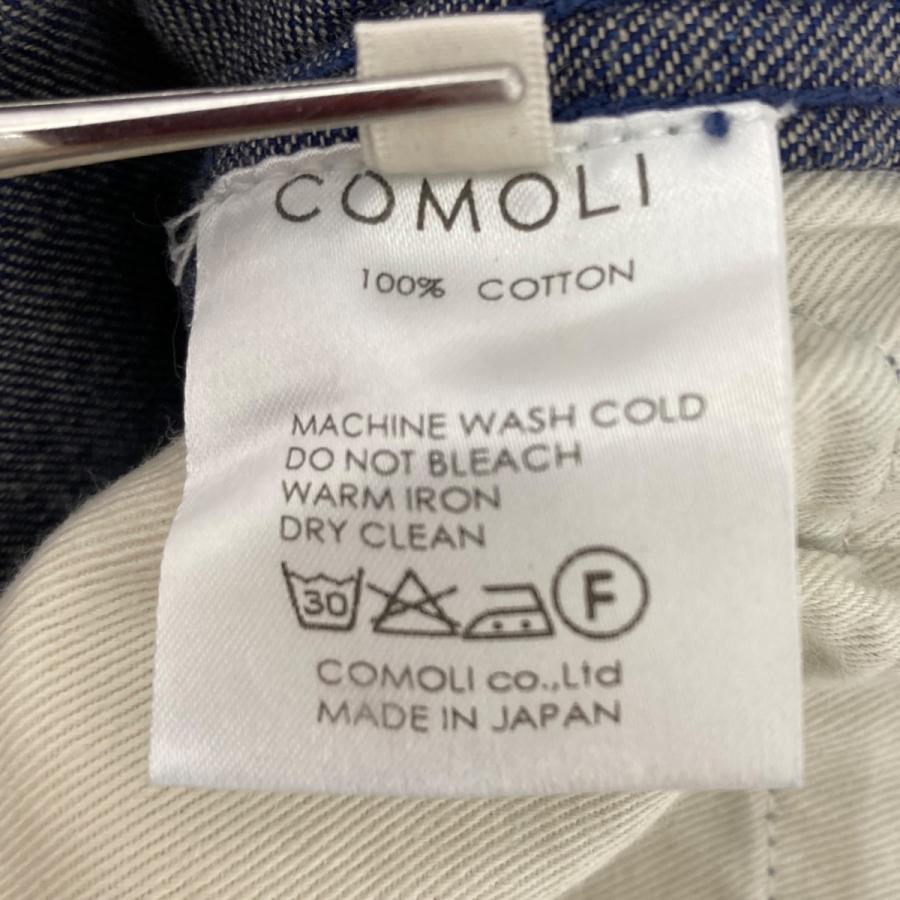 COMOLI
100% COTTON
MACHINE WASH COLD
DO NOT BLEACH
WARM IRON
DRY CLEAN
30 F
COMOLI co.,Ltd
MADE IN JAPAN